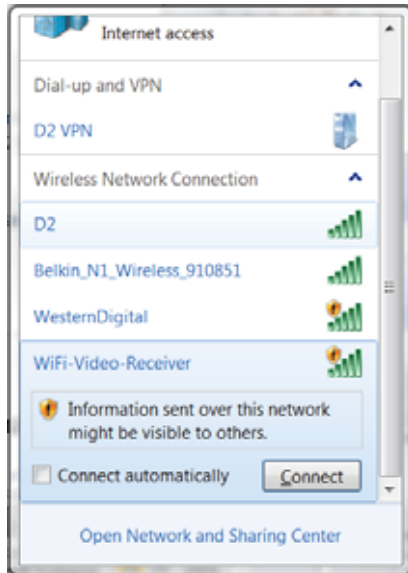 Internet access
Dial-up and VPN
D2 VPN
Wireless Network Connection
D2
Belkin_N1_Wireless_910851
WesternDigital
WiFi-Video-Receiver
Information sent over this network
might be visible to others.
Connect automatically Connect
Open Network and Sharing Center